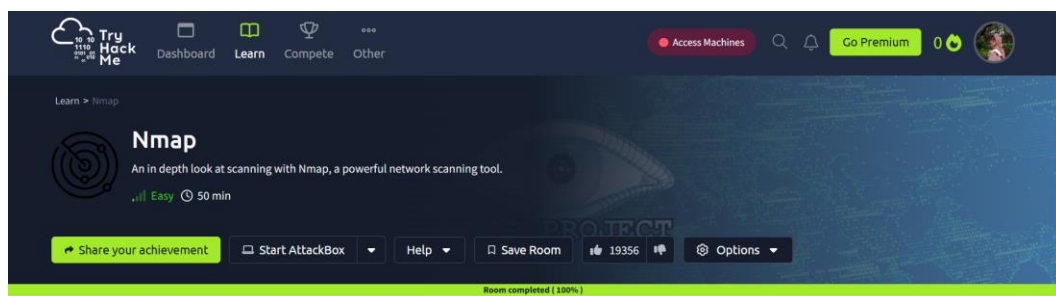 Try
Hack
Me
Dashboard
Learn
Compete
Other
Access Machines
Go Premium
0
Learn > Nmap
Nmap
An in depth look at scanning with Nmap, a powerful network scanning tool.
Easy 50 min
PROJECT
Share your achievement
Start AttackBox
Help
Save Room
19356
Options
Room completed ( 100% )